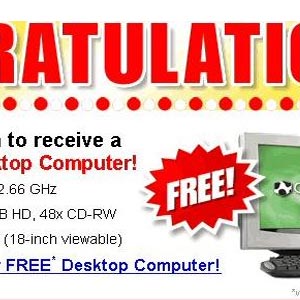 RATULATIO
to receive a
ktop Computer!
2.66 GHz
B HD, 48x CD-RW
(18-inch viewable)
FREE!
FREE* Desktop Computer!